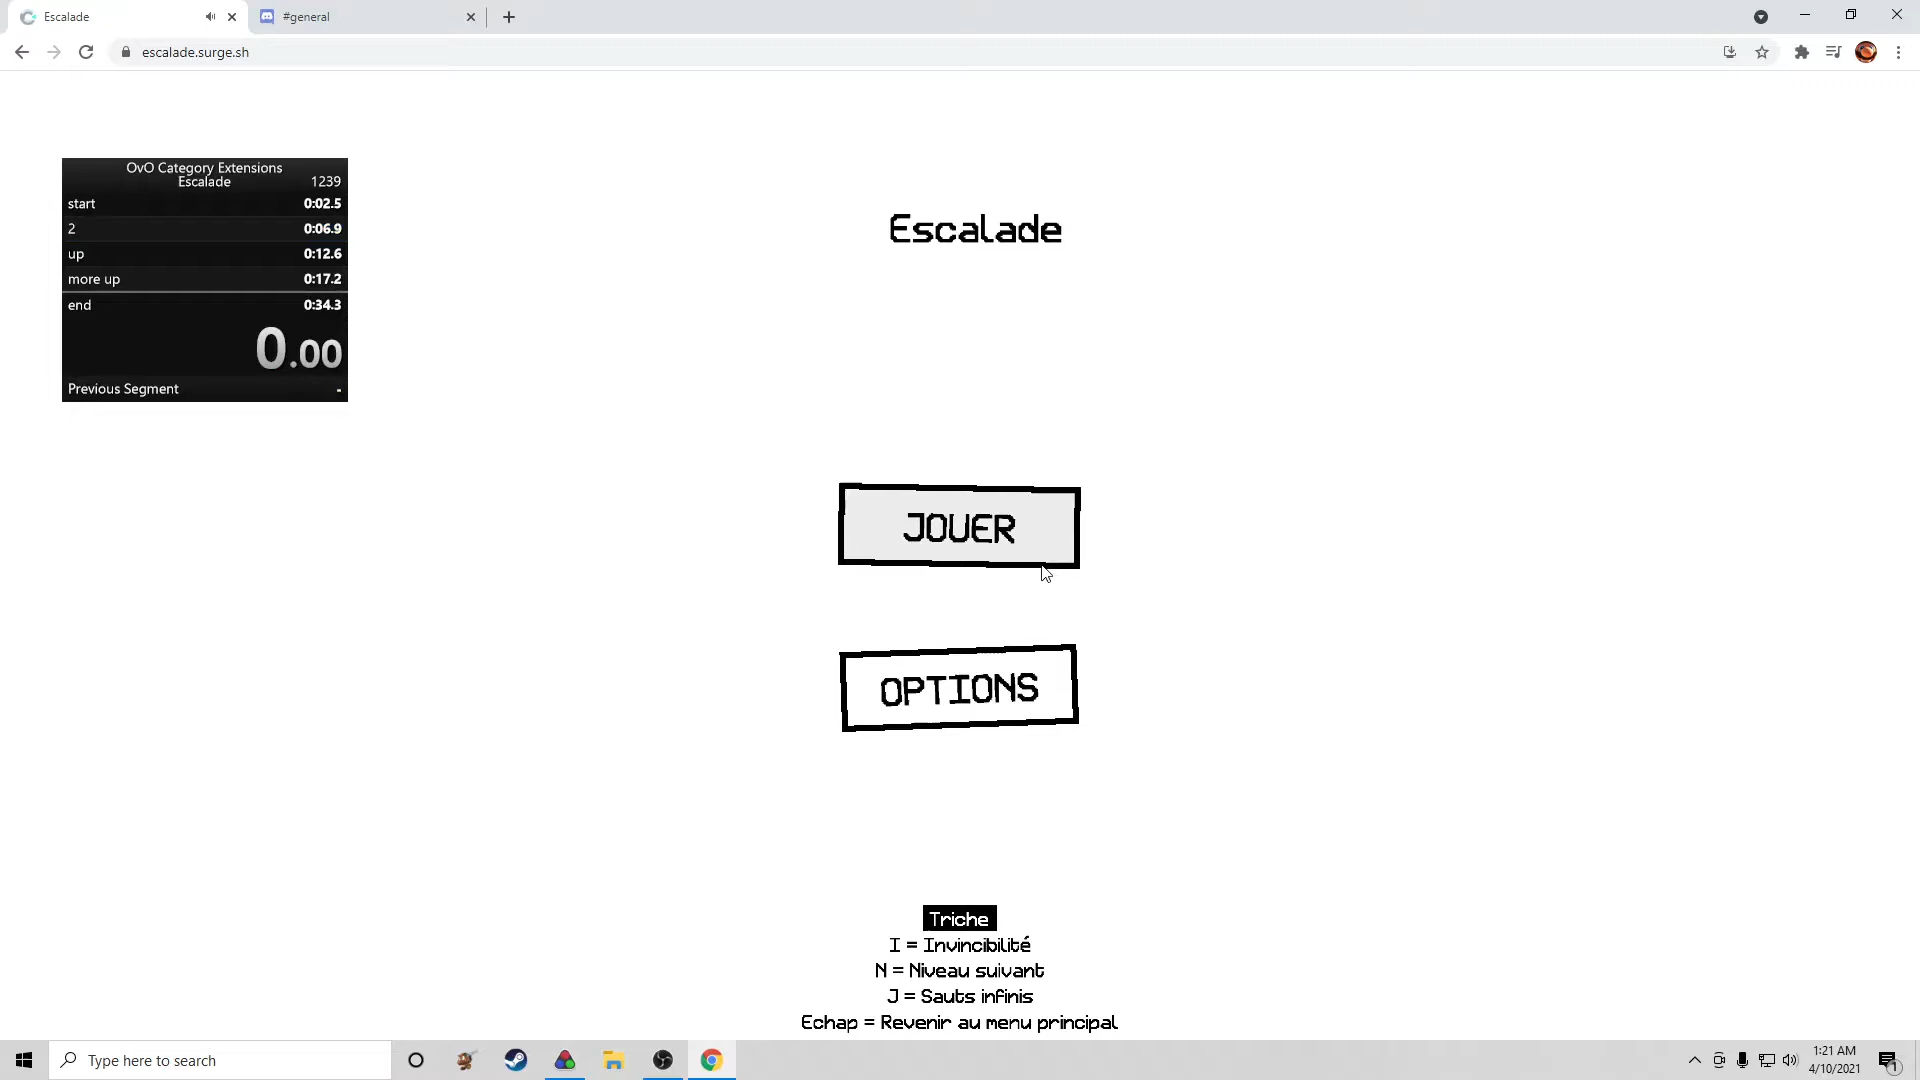 Escalade
#general
escalade.surge.sh
OvO Category Extensions
Escalade 1239
start 0:02.5
2 0:06.9
up 0:12.6
more up 0:17.2
end 0:34.3
0.00
Previous Segment -
Escalade
JOUER
OPTIONS
Triche
I = Invincibilité
N = Niveau suivant
J = Sauts infinis
Echap = Revenir au menu principal
Type here to search
1:21 AM
4/10/2021
1